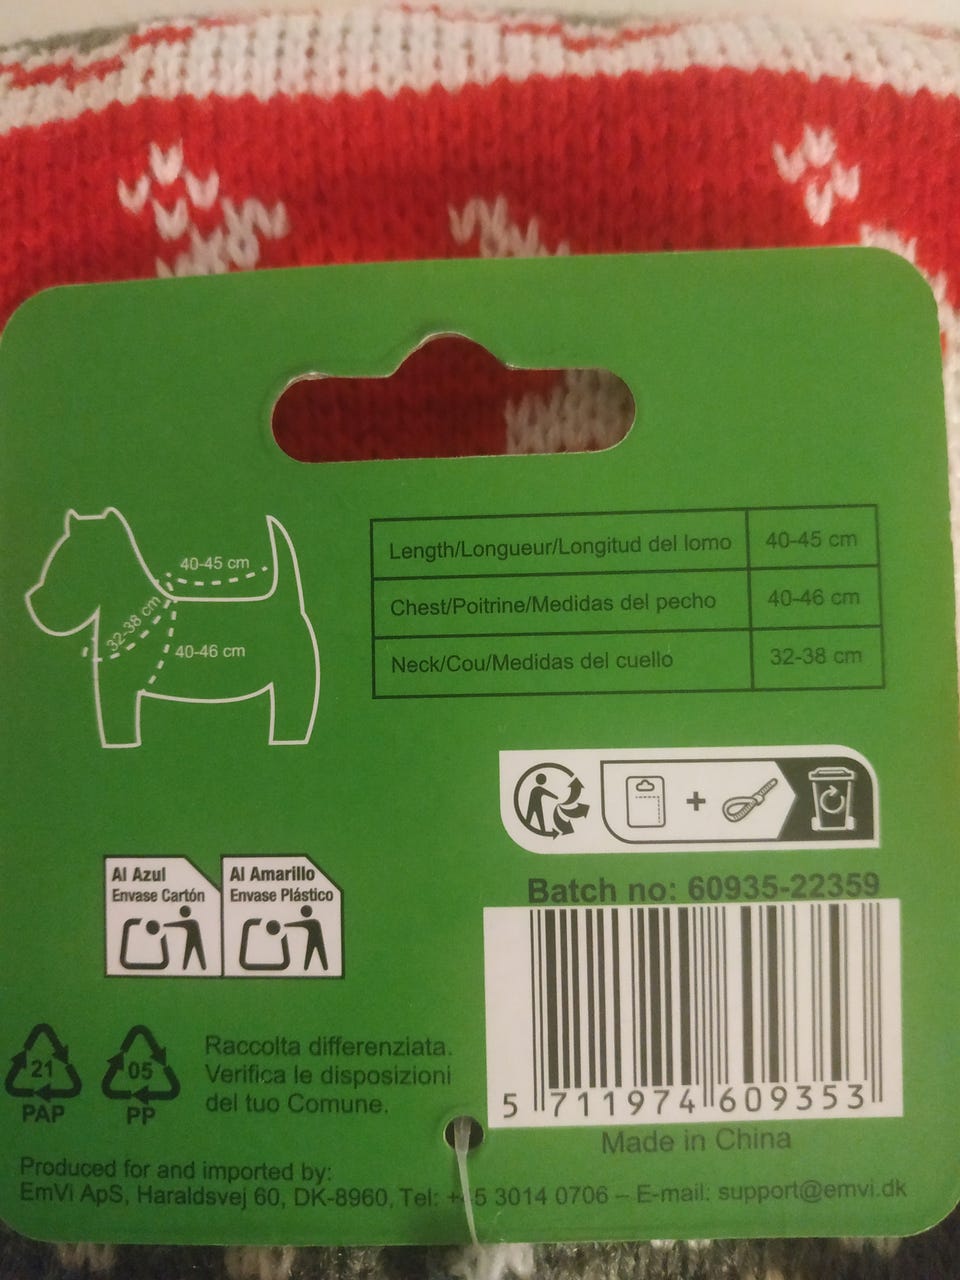 40-45 cm
32-38 cm
40-46 cm
Length/Longueur/Longitud del lomo 40-45 cm
Chest/Poitrine/Medidas del pecho 40-46 cm
Neck/Cou/Medidas del cuello 32-38 cm
Al Azul
Envase Cartón
Al Amarillo
Envase Plástico
+
Batch no: 60935-22359
5 711974 609353
Made in China
21
PAP
05
PP
Raccolta differenziata.
Verifica le disposizioni
del tuo Comune.
Produced for and imported by:
EmVi ApS, Haraldsvej 60, DK-8960, Tel: +45 3014 0706 – E-mail: support@emvi.dk